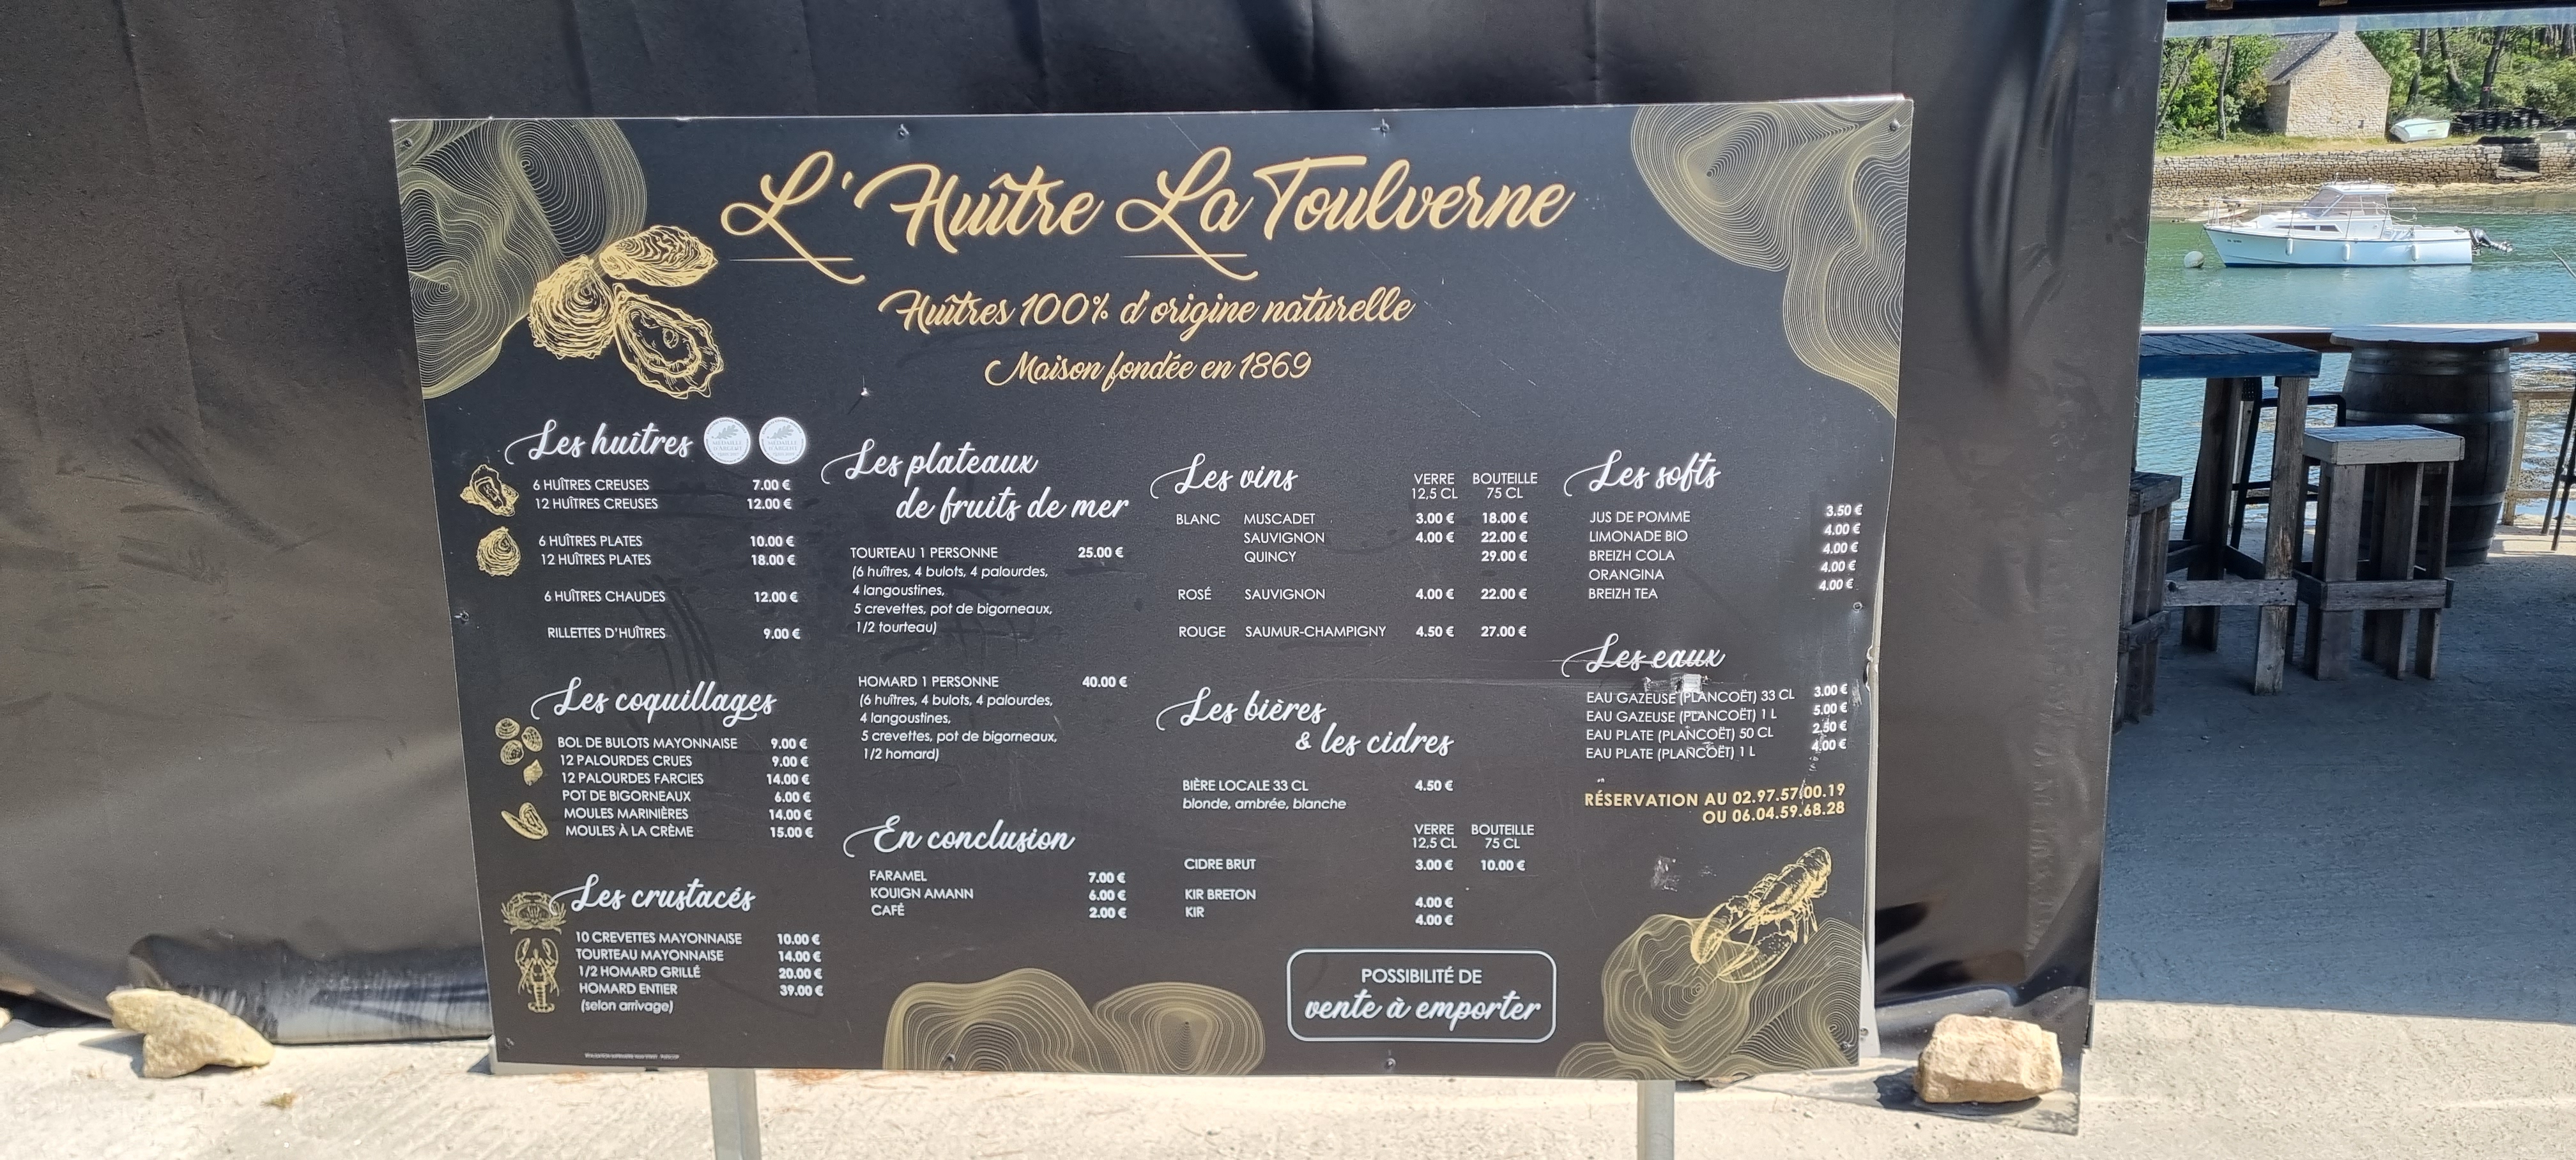 L'Huître La Toulverne
Huîtres 100% d'origine naturelle
Maison fondée en 1869
Les huîtres
6 HUÎTRES CREUSES 7.00 €
12 HUÎTRES CREUSES 12.00 €
6 HUÎTRES PLATES 10.00 €
12 HUÎTRES PLATES 18.00 €
6 HUÎTRES CHAUDES 12.00 €
RILLETTES D'HUÎTRES 9.00 €
Les coquillages
BOL DE BULOTS MAYONNAISE 9.00 €
12 PALOURDES CRUES 9.00 €
12 PALOURDES FARCIES 14.00 €
POT DE BIGORNEAUX 6.00 €
MOULES MARINIÈRES 14.00 €
MOULES À LA CRÈME 15.00 €
Les crustacés
10 CREVETTES MAYONNAISE 10.00 €
TOURTEAU MAYONNAISE 14.00 €
1/2 HOMARD GRILLÉ 20.00 €
HOMARD ENTIER 39.00 €
(selon arrivage)
Les plateaux
de fruits de mer
TOURTEAU 1 PERSONNE 25.00 €
(6 huîtres, 4 bulots, 4 palourdes,
4 langoustines,
5 crevettes, pot de bigorneaux,
1/2 tourteau)
HOMARD 1 PERSONNE 40.00 €
(6 huîtres, 4 bulots, 4 palourdes,
4 langoustines,
5 crevettes, pot de bigorneaux,
1/2 homard)
En conclusion
FARAMEL 7.00 €
KOUIGN AMANN 6.00 €
CAFÉ 2.00 €
Les vins
VERRE BOUTEILLE
12,5 CL 75 CL
BLANC MUSCADET 3.00 € 18.00 €
SAUVIGNON 4.00 € 22.00 €
QUINCY 29.00 €
ROSÉ SAUVIGNON 4.00 € 22.00 €
ROUGE SAUMUR-CHAMPIGNY 4.50 € 27.00 €
Les bières
& les cidres
BIÈRE LOCALE 33 CL 4.50 €
blonde, ambrée, blanche
VERRE BOUTEILLE
12,5 CL 75 CL
CIDRE BRUT 3.00 € 10.00 €
KIR BRETON 4.00 €
KIR 4.00 €
POSSIBILITÉ DE
vente à emporter
Les softs
JUS DE POMME 3.50 €
LIMONADE BIO 4.00 €
BREIZH COLA 4.00 €
ORANGINA 4.00 €
BREIZH TEA 4.00 €
Les eaux
EAU GAZEUSE (PLANCOËT) 33 CL 3.00 €
EAU GAZEUSE (PLANCOËT) 1 L 5.00 €
EAU PLATE (PLANCOËT) 50 CL 2.50 €
EAU PLATE (PLANCOËT) 1 L 4.00 €
RÉSERVATION AU 02.97.57.00.19
OU 06.04.59.68.28